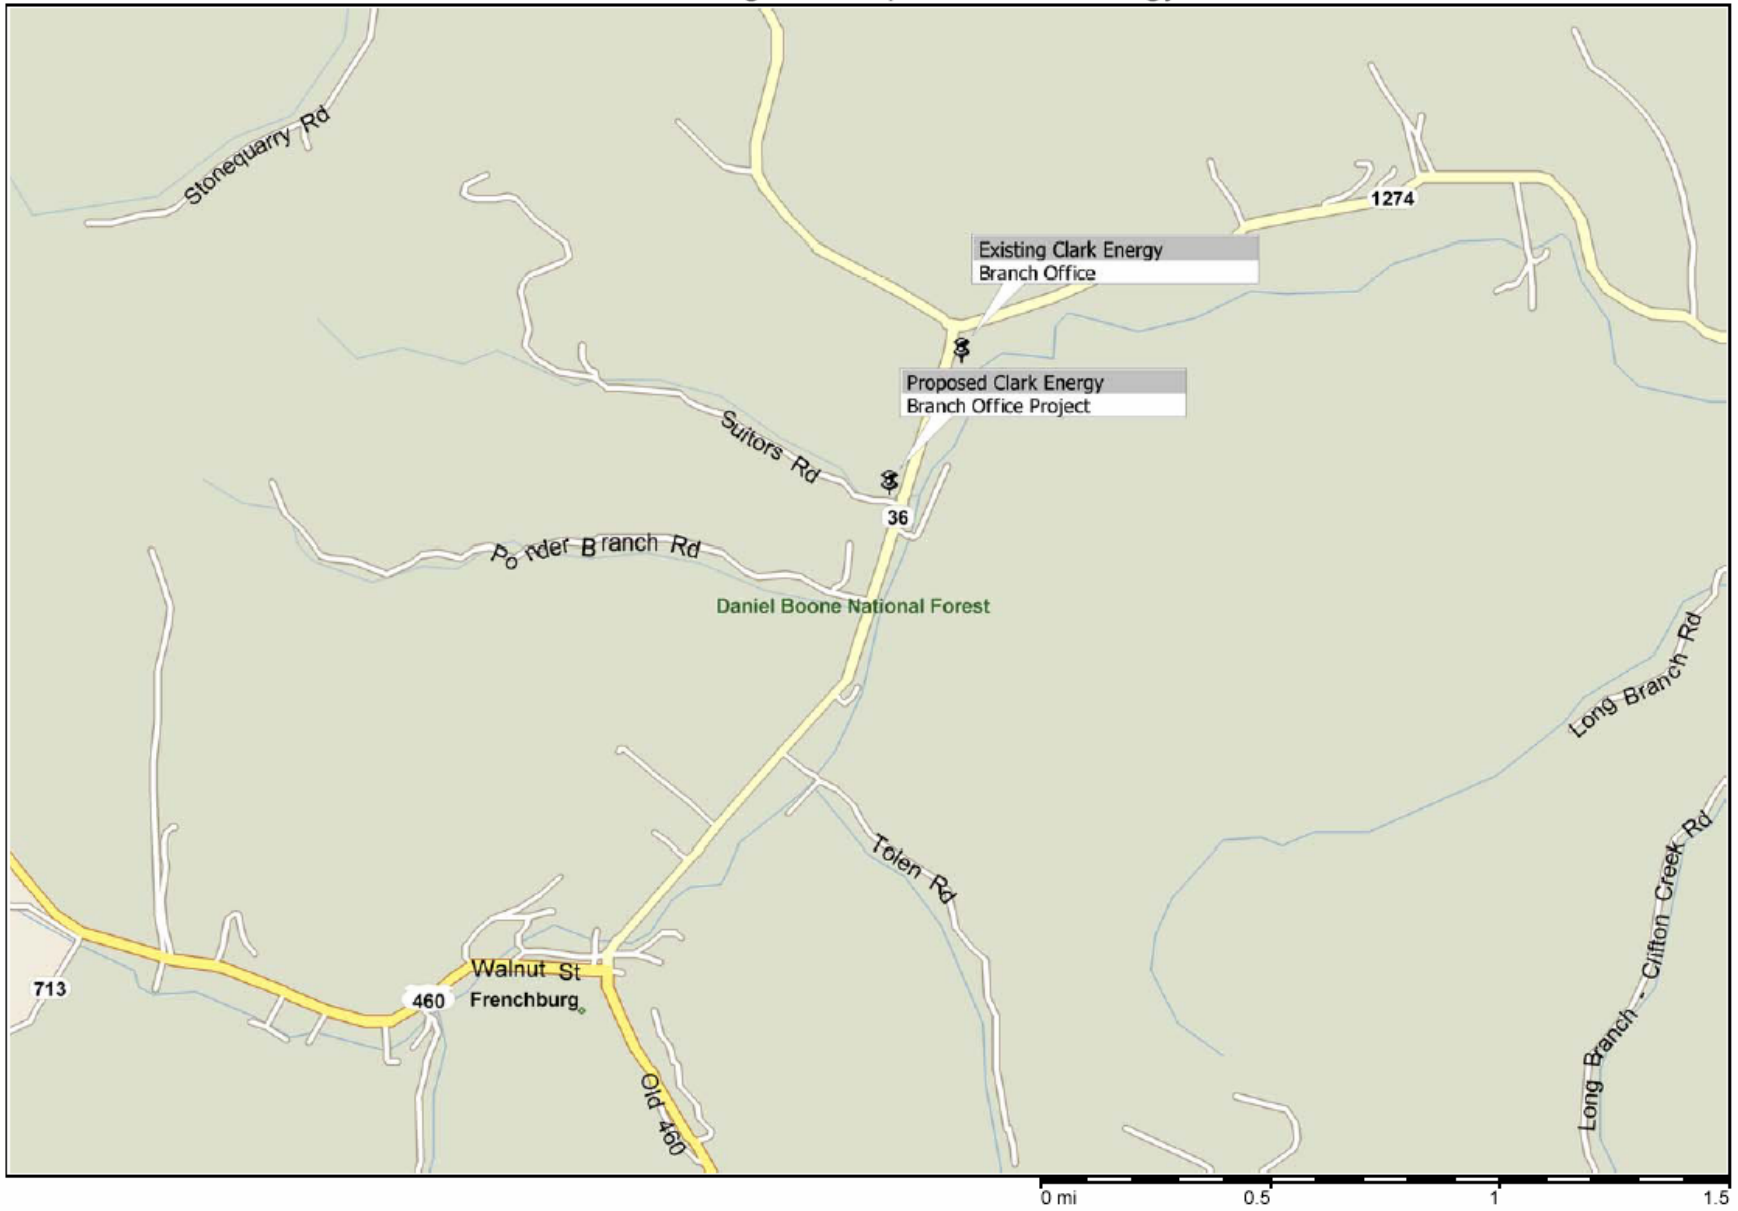 Stonequarry Rd
1274
Existing Clark Energy
Branch Office
Proposed Clark Energy
Branch Office Project
Suitors Rd
36
Ponder Branch Rd
Daniel Boone National Forest
Long Branch Rd
Tolen Rd
Long Branch - Clifton Creek Rd
Walnut St
713
460
Frenchburg
Old 460
0 mi 0.5 1 1.5